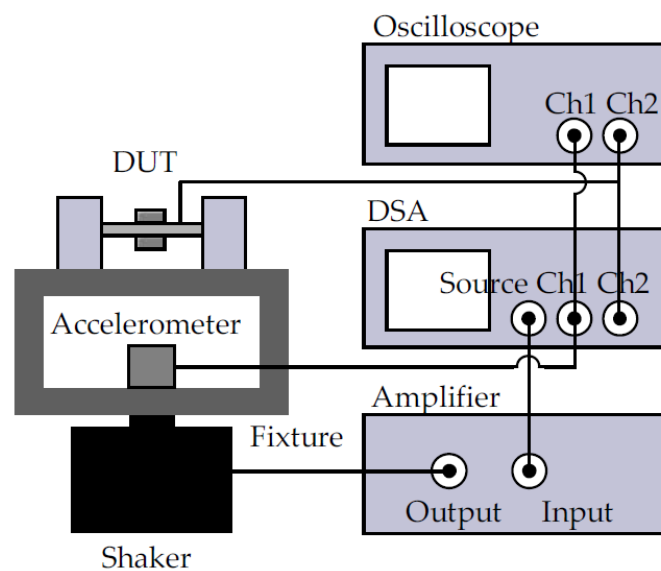 Oscilloscope
Ch1 Ch2
DUT
DSA
Source Ch1 Ch2
Accelerometer
Amplifier
Fixture
Output Input
Shaker